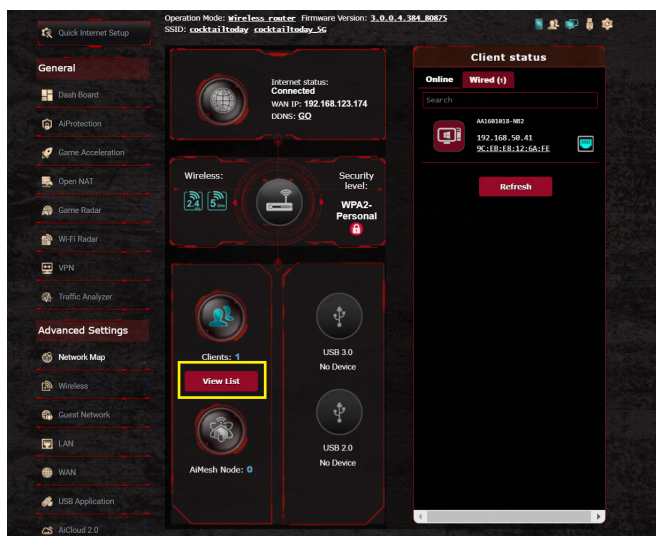 Operation Mode: Wireless router Firmware Version: 3.0.0.4.384_80875
SSID: cocktailtoday cocktailtoday_5G
Quick Internet Setup
General
Dash Board
AiProtection
Game Acceleration
Open NAT
Game Radar
Wi-Fi Radar
VPN
Traffic Analyzer
Advanced Settings
Network Map
Wireless
Guest Network
LAN
WAN
USB Application
AiCloud 2.0
Internet status:
Connected
WAN IP: 192.168.123.174
DDNS: GO
Wireless:
2.4
5
Security
level:
WPA2-
Personal
Clients: 1
View List
AiMesh Node: 0
USB 3.0
No Device
USB 2.0
No Device
Client status
Online
Wired (1)
Search
AA1601018-NB2
192.168.50.41
9C:EB:E8:12:6A:FE
Refresh